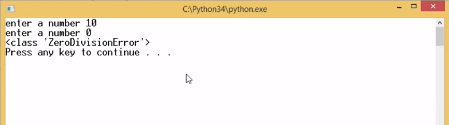 C:\Python34\python.exe
enter a number 10
enter a number 0
<class 'ZeroDivisionError'>
Press any key to continue . . .